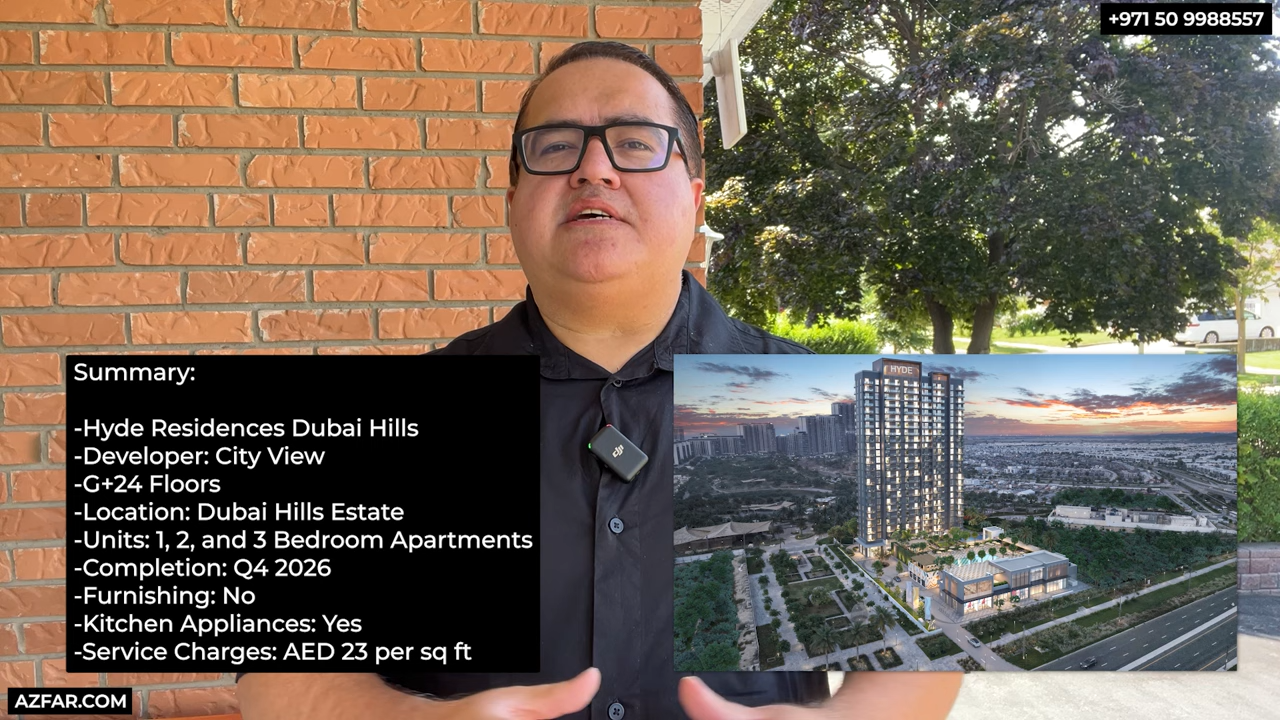 +971 50 9988557
Summary:
-Hyde Residences Dubai Hills
-Developer: City View
-G+24 Floors
-Location: Dubai Hills Estate
-Units: 1, 2, and 3 Bedroom Apartments
-Completion: Q4 2026
-Furnishing: No
-Kitchen Appliances: Yes
-Service Charges: AED 23 per sq ft
HYDE
dji
AZFAR.COM